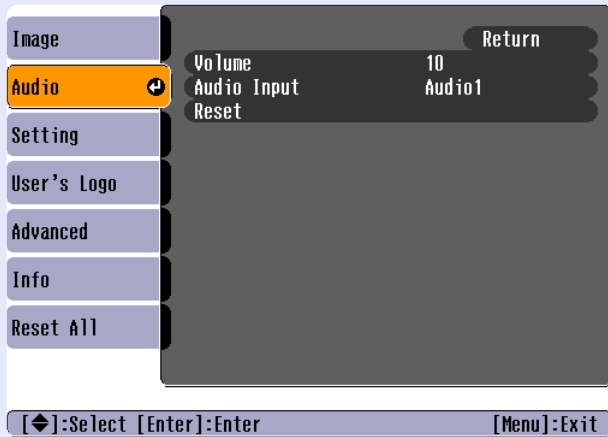 Image
Audio
Setting
User's Logo
Advanced
Info
Reset All
Return
Volume 10
Audio Input Audio1
Reset
[◆]:Select [Enter]:Enter [Menu]:Exit